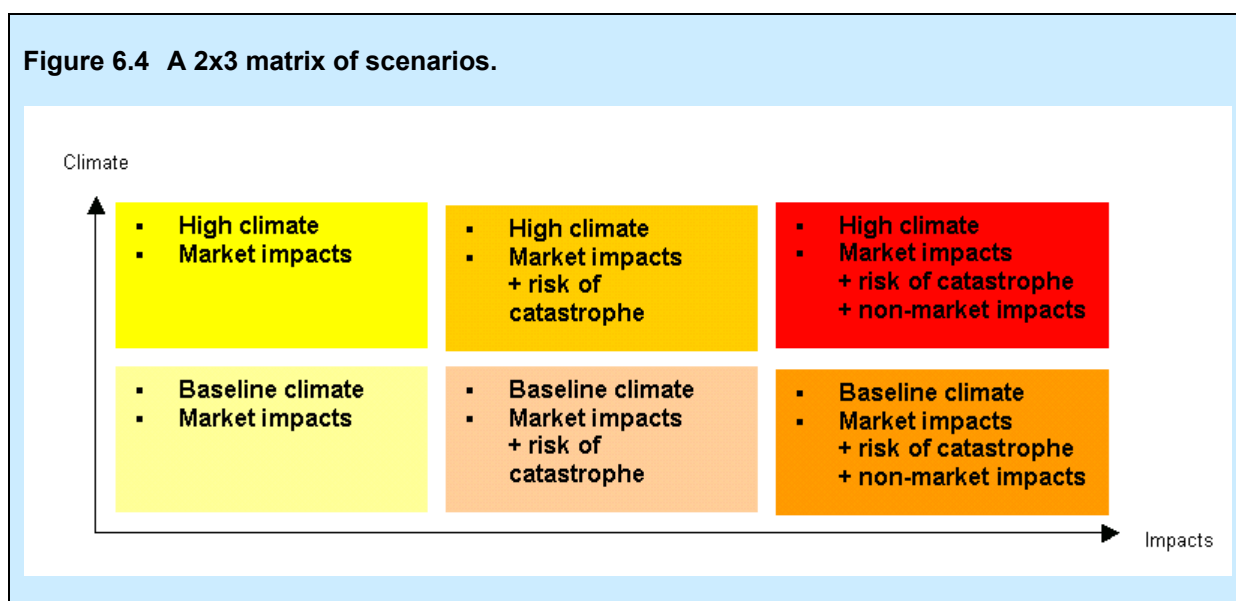 Figure 6.4 A 2x3 matrix of scenarios.
Climate
▪ High climate
▪ Market impacts
▪ High climate
▪ Market impacts
+ risk of
catastrophe
▪ High climate
▪ Market impacts
+ risk of catastrophe
+ non-market impacts
▪ Baseline climate
▪ Market impacts
▪ Baseline climate
▪ Market impacts
+ risk of
catastrophe
▪ Baseline climate
▪ Market impacts
+ risk of catastrophe
+ non-market impacts
Impacts